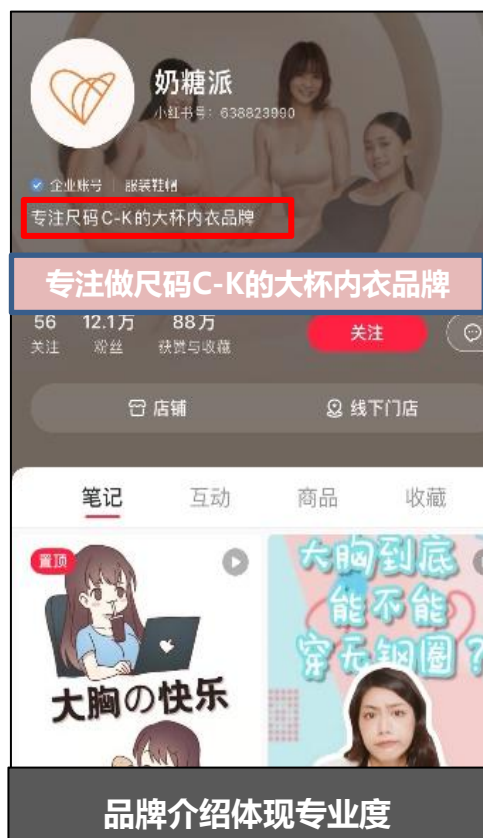 奶糖派
小红书号：638823990
企业账号 服装鞋帽
专注尺码C-K的大杯内衣品牌
专注做尺码C-K的大杯内衣品牌
56 12.1万 88万
关注 粉丝 获赞与收藏
关注
店铺 线下门店
笔记 互动 商品 收藏
置顶
大胸の快乐
大胸到底
能不能
穿无钢圈？
品牌介绍体现专业度